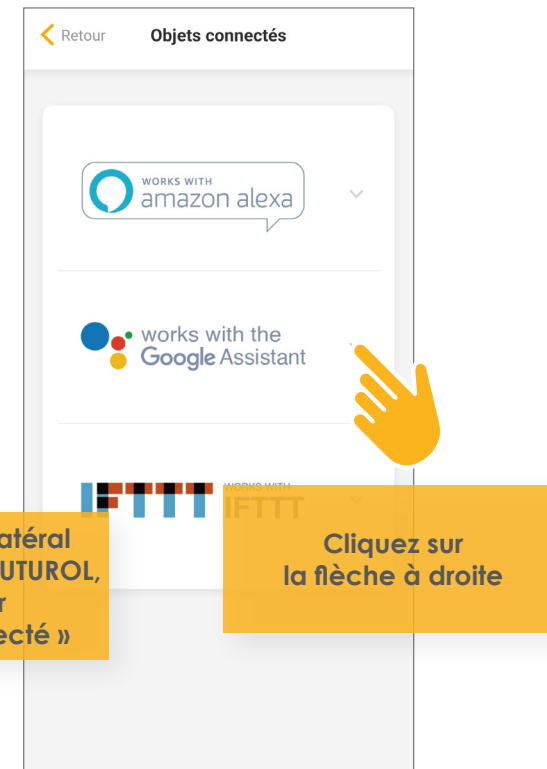 Retour Objets connectés
WORKS WITH
amazon alexa
works with the
Google Assistant
IFTTT WORKS WITH
IFTTT
Cliquez sur
la flèche à droite
UTUROL,